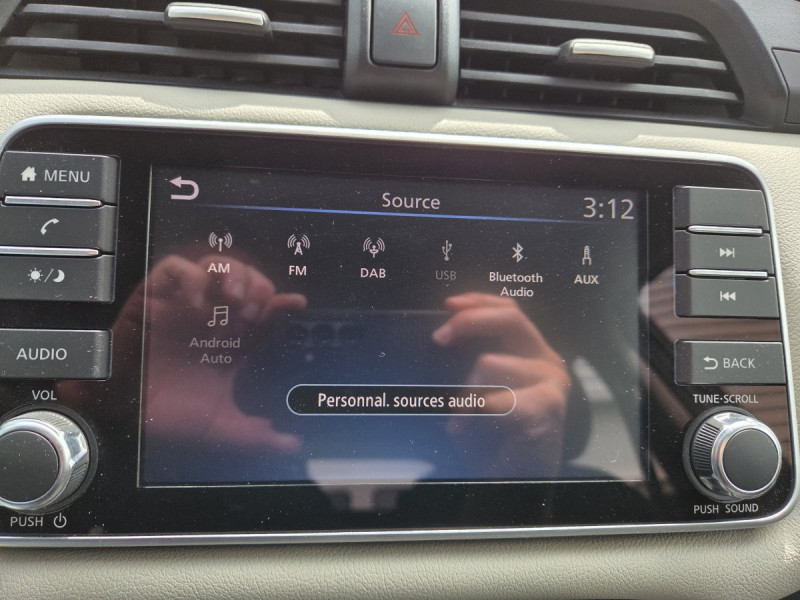 MENU
AUDIO
VOL
PUSH
Source
3:12
AM
FM
DAB
USB
Bluetooth
Audio
AUX
Android
Auto
Personnal. sources audio
BACK
TUNE·SCROLL
PUSH SOUND